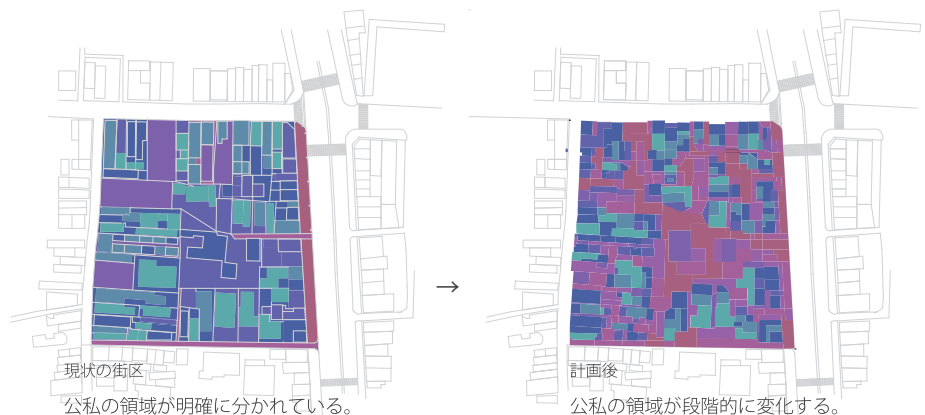 現状の街区
公私の領域が明確に分かれている。
→
計画後
公私の領域が段階的に変化する。